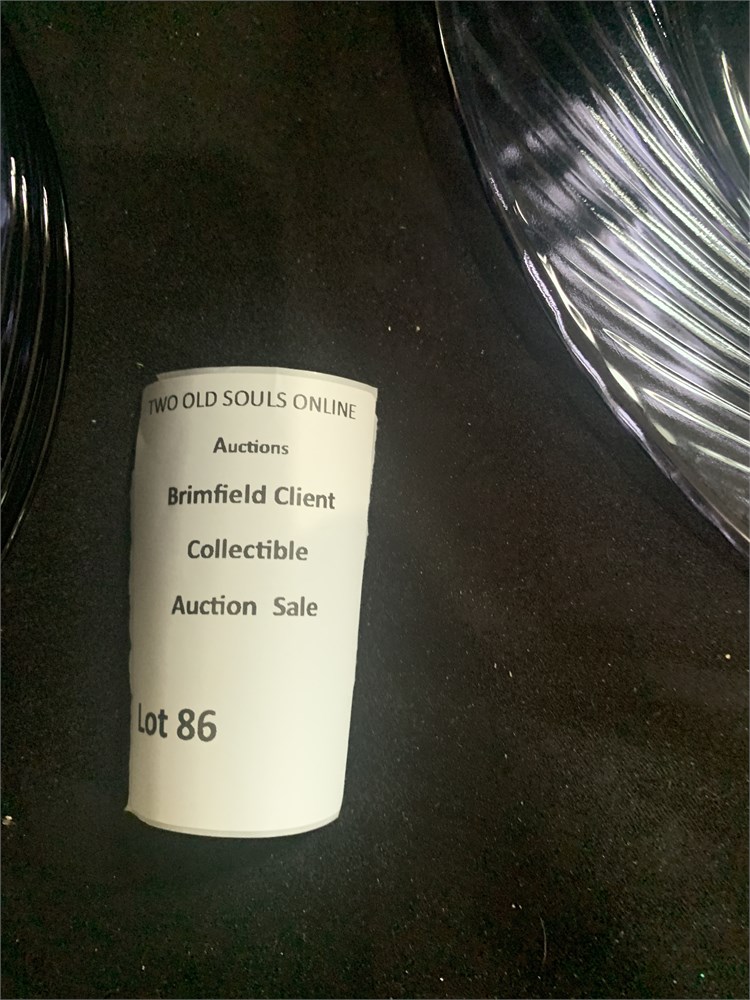 TWO OLD SOULS ONLINE
Auctions
Brimfield Client
Collectible
Auction Sale
Lot 86